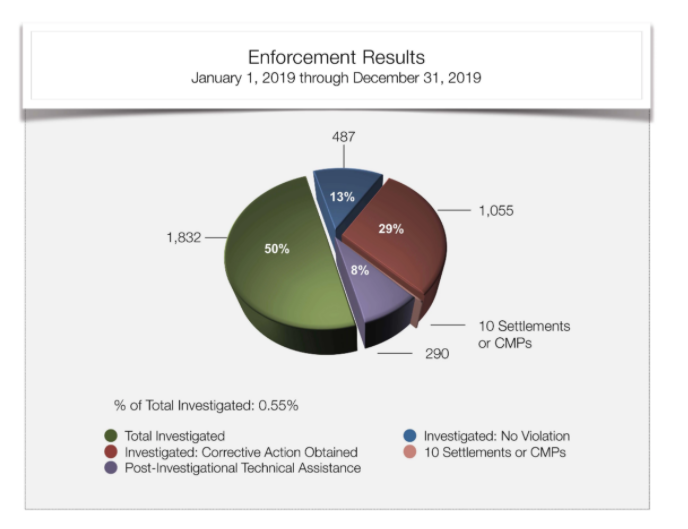 Enforcement Results
January 1, 2019 through December 31, 2019
487
13%
1,055
29%
1,832
50%
8%
10 Settlements
or CMPs
290
% of Total Investigated: 0.55%
Total Investigated
Investigated: No Violation
Investigated: Corrective Action Obtained
10 Settlements or CMPs
Post-Investigational Technical Assistance